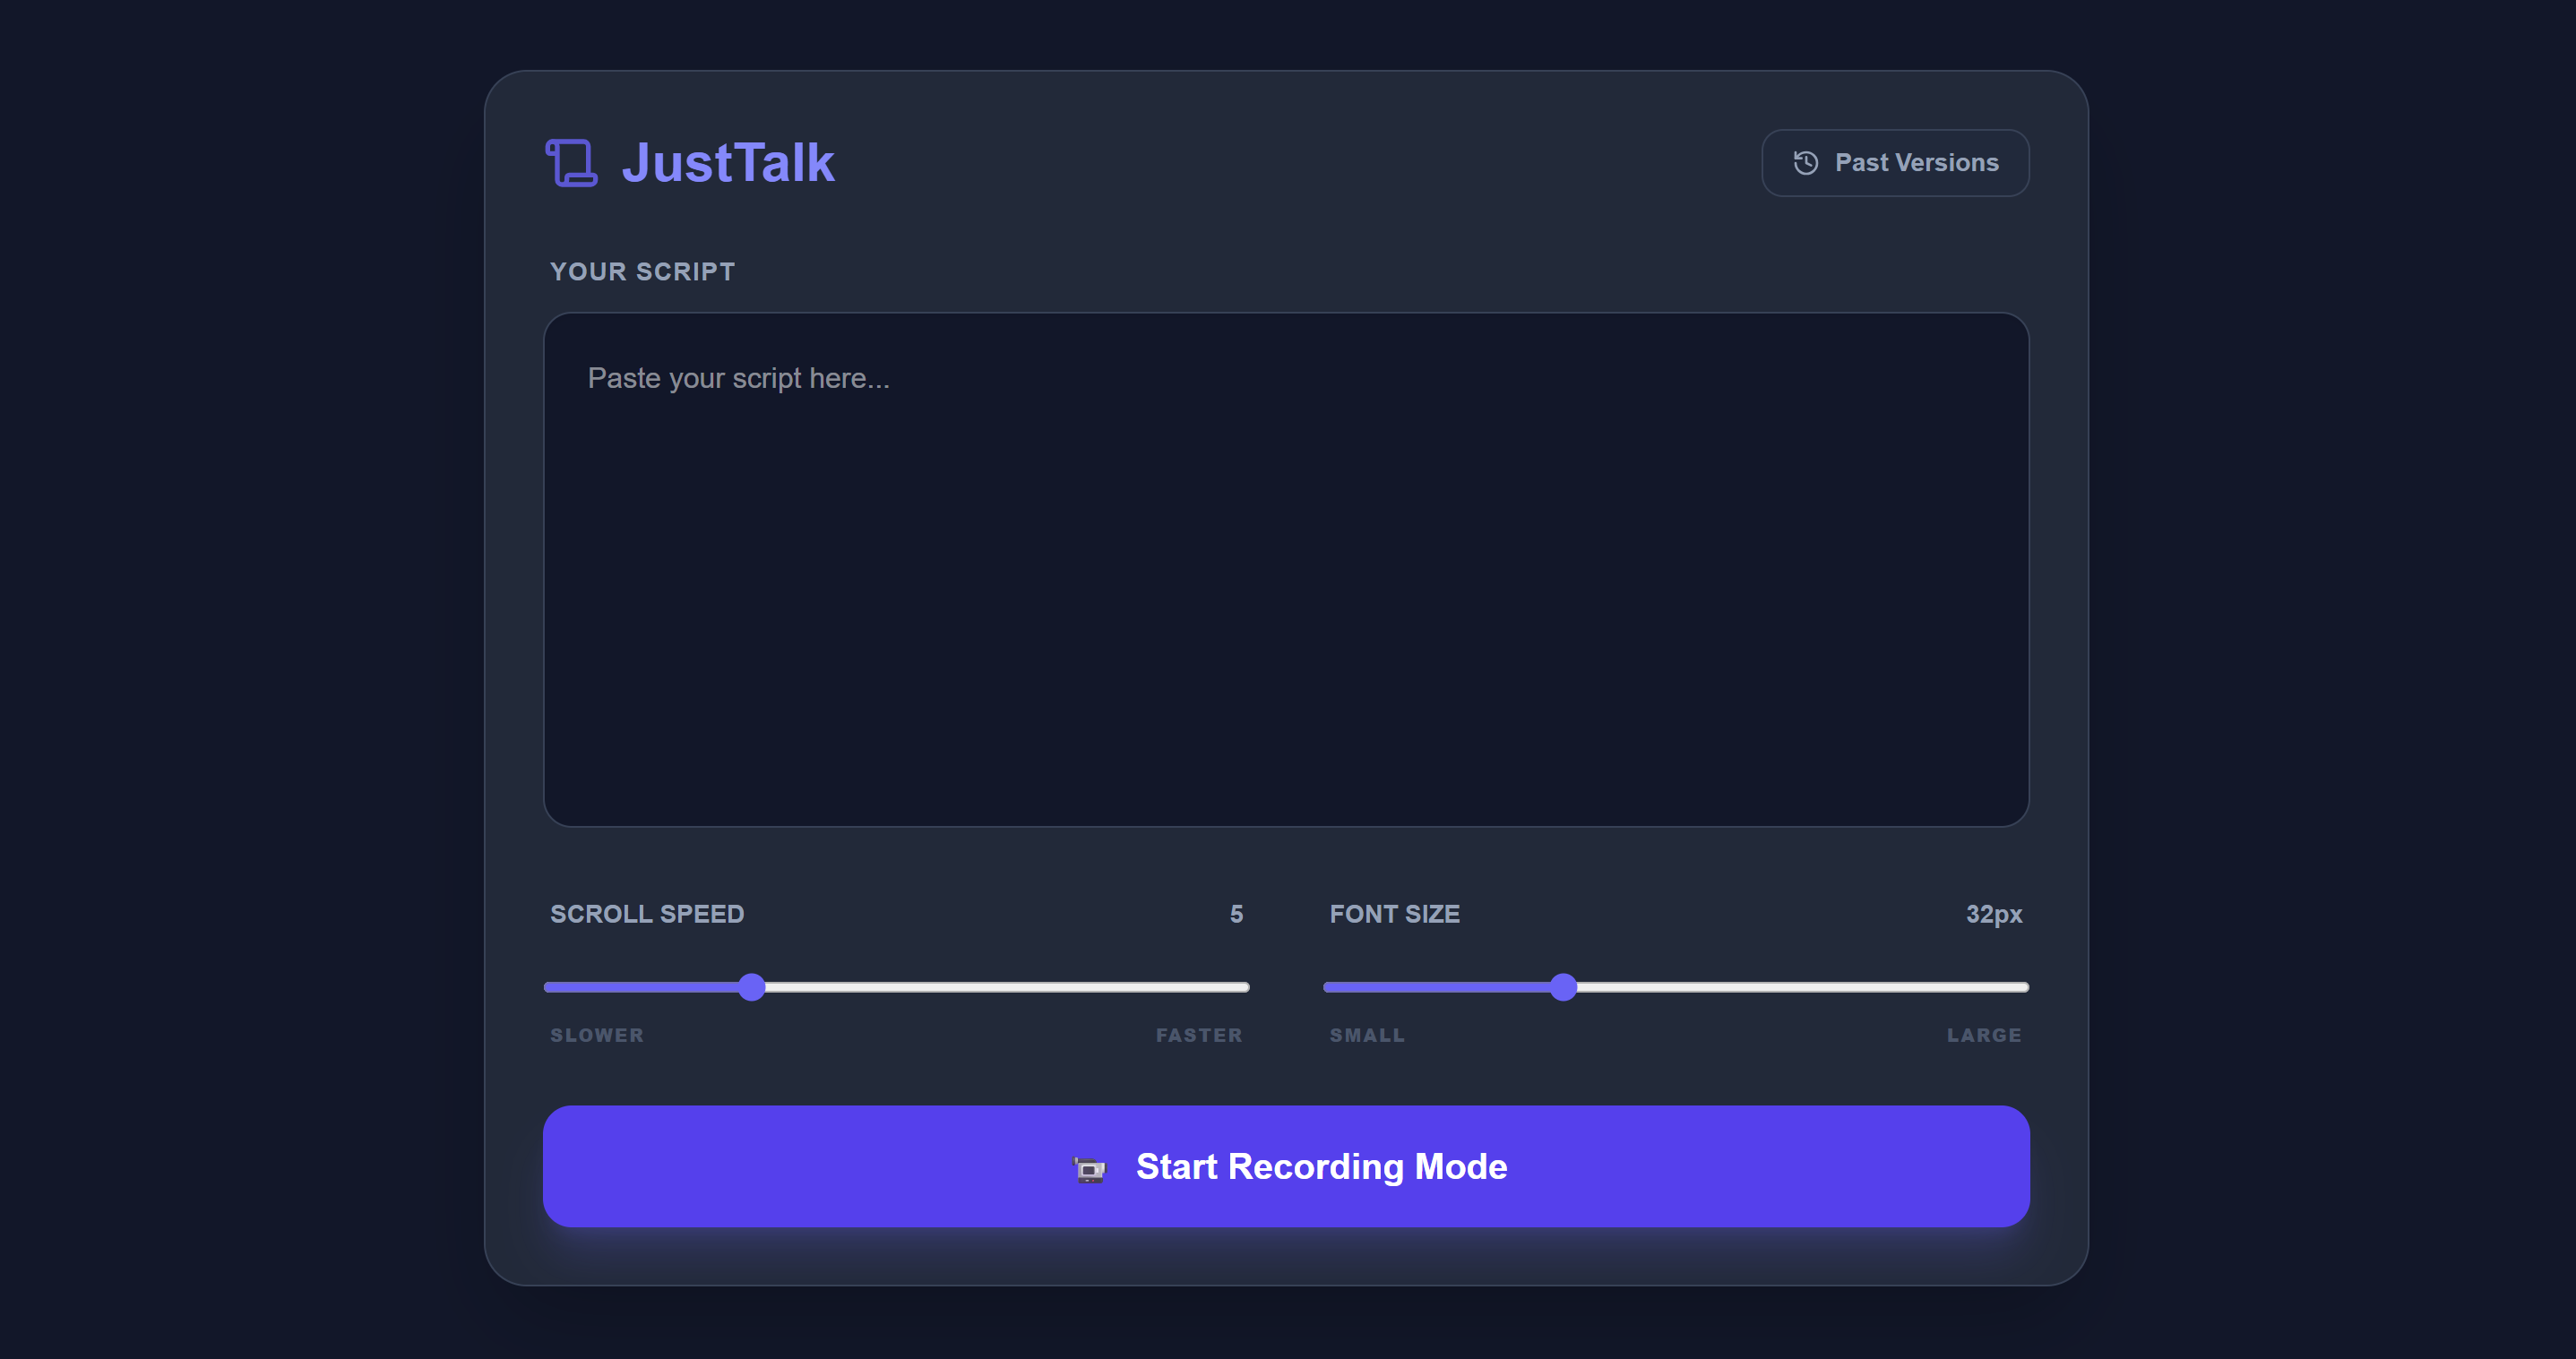 JustTalk
Past Versions
YOUR SCRIPT
Paste your script here...
SCROLL SPEED 5
FONT SIZE 32px
SLOWER FASTER
SMALL LARGE
Start Recording Mode